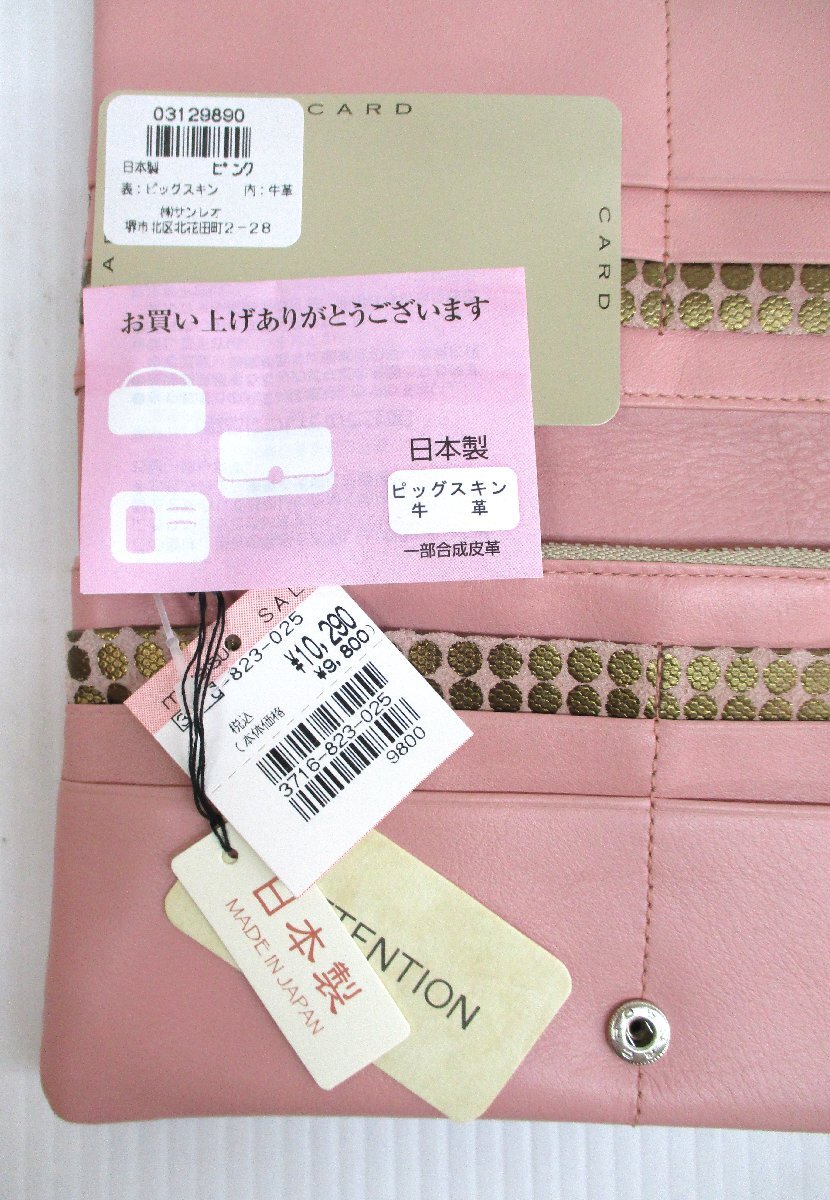 CARD
03129890
日本製 ピンク
表:ピッグスキン 内:牛革
㈱サンレオ
堺市北区北花田町2-28
CARD
お買い上げありがとうございます
日本製
ピッグスキン
牛 革
一部合成皮革
SAL
-823-025
¥10,290
¥9,800)
税込
(本体価格
3716-823-025
9800
日本製
MADE IN JAPAN
TENTION